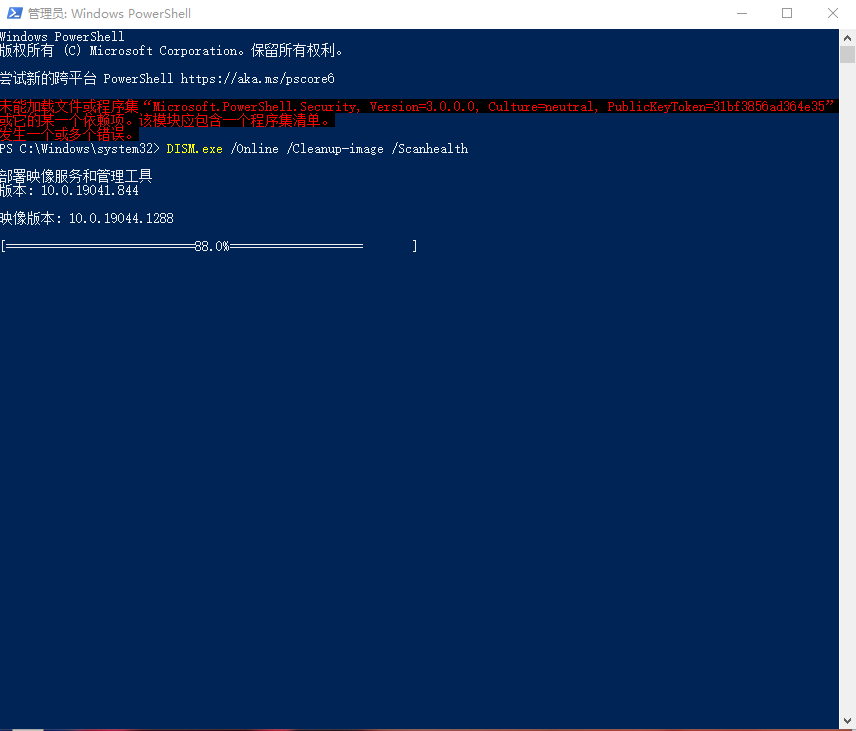 管理员: Windows PowerShell
Windows PowerShell
版权所有 (C) Microsoft Corporation。保留所有权利。
尝试新的跨平台 PowerShell https://aka.ms/pscore6
未能加载文件或程序集“Microsoft.PowerShell.Security, Version=3.0.0.0, Culture=neutral, PublicKeyToken=31bf3856ad364e35”
或它的某一个依赖项。该模块应包含一个程序集清单。
发生一个或多个错误。
PS C:\Windows\system32> DISM.exe /Online /Cleanup-image /Scanhealth
部署映像服务和管理工具
版本: 10.0.19041.844
映像版本: 10.0.19044.1288
[===========================88.0%=================== ]